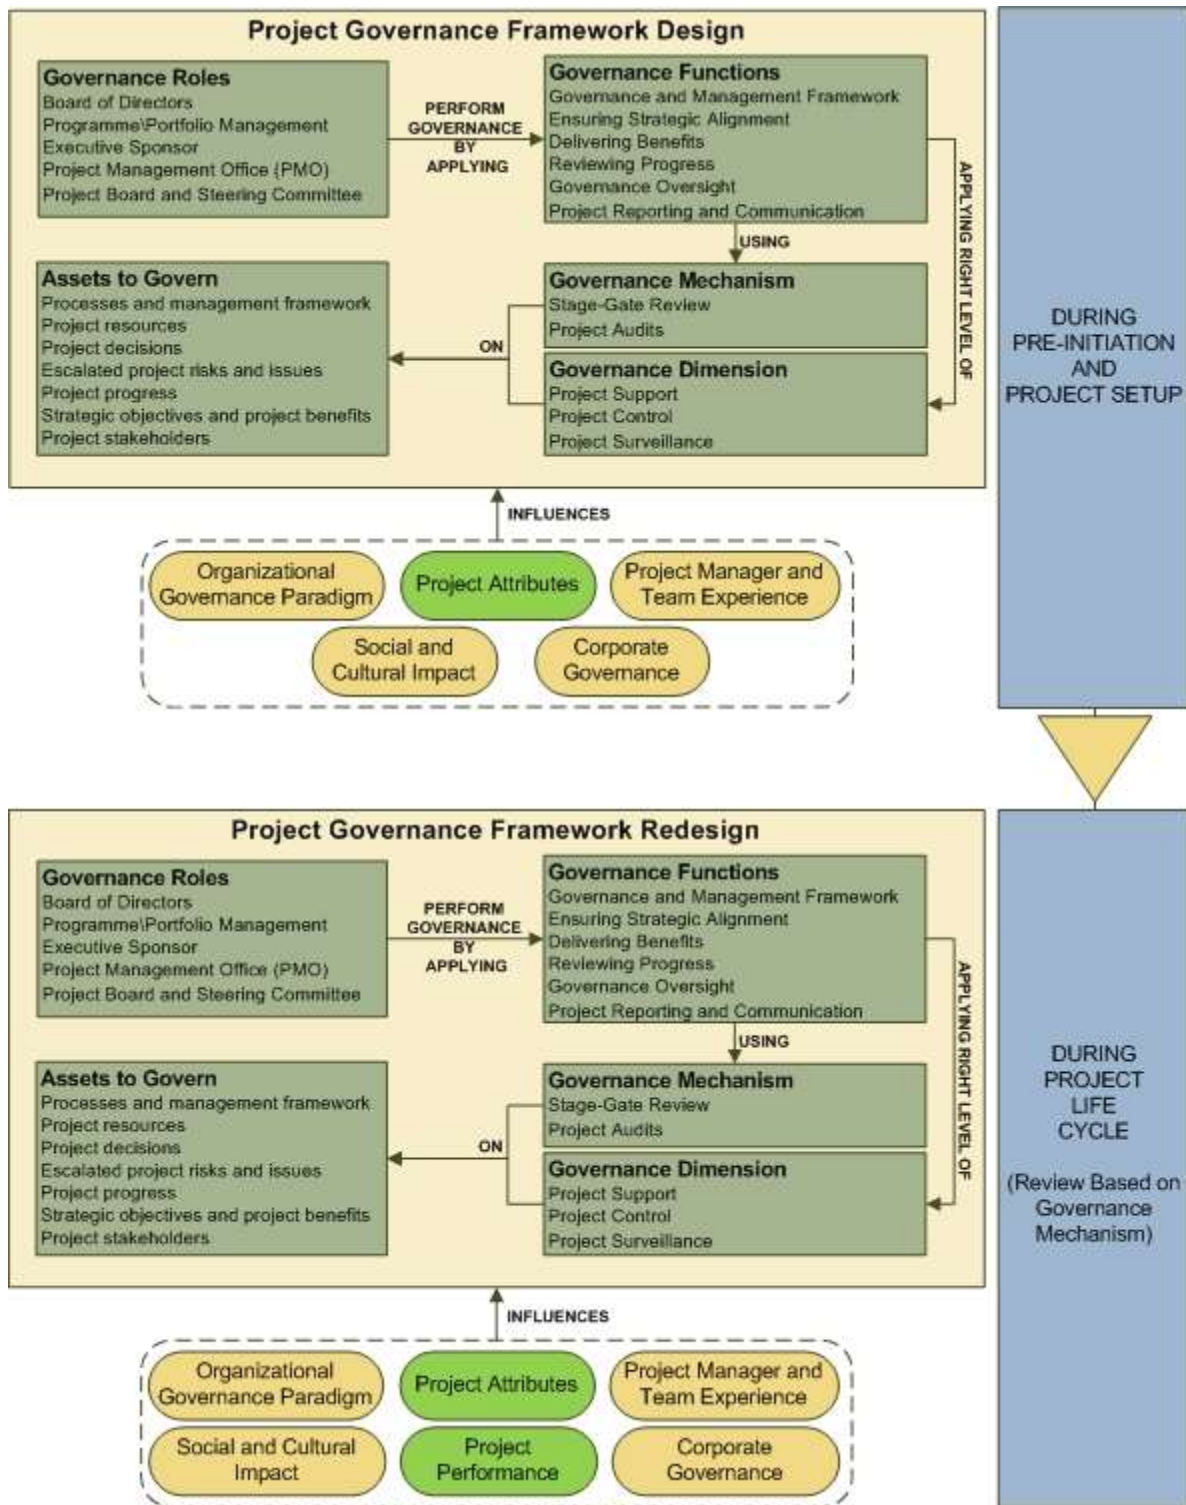 Project Governance Framework Design
Governance Roles
Board of Directors
Programme\Portfolio Management
Executive Sponsor
Project Management Office (PMO)
Project Board and Steering Committee
PERFORM
GOVERNANCE
BY
APPLYING
Governance Functions
Governance and Management Framework
Ensuring Strategic Alignment
Delivering Benefits
Reviewing Progress
Governance Oversight
Project Reporting and Communication
APPLYING RIGHT LEVEL OF
USING
Assets to Govern
Processes and management framework
Project resources
Project decisions
Escalated project risks and issues
Project progress
Strategic objectives and project benefits
Project stakeholders
ON
Governance Mechanism
Stage-Gate Review
Project Audits
Governance Dimension
Project Support
Project Control
Project Surveillance
DURING
PRE-INITIATION
AND
PROJECT SETUP
INFLUENCES
Organizational
Governance Paradigm
Project Attributes
Project Manager and
Team Experience
Social and
Cultural Impact
Corporate
Governance
Project Governance Framework Redesign
Governance Roles
Board of Directors
Programme\Portfolio Management
Executive Sponsor
Project Management Office (PMO)
Project Board and Steering Committee
PERFORM
GOVERNANCE
BY
APPLYING
Governance Functions
Governance and Management Framework
Ensuring Strategic Alignment
Delivering Benefits
Reviewing Progress
Governance Oversight
Project Reporting and Communication
APPLYING RIGHT LEVEL OF
USING
Assets to Govern
Processes and management framework
Project resources
Project decisions
Escalated project risks and issues
Project progress
Strategic objectives and project benefits
Project stakeholders
ON
Governance Mechanism
Stage-Gate Review
Project Audits
Governance Dimension
Project Support
Project Control
Project Surveillance
DURING
PROJECT
LIFE
CYCLE
(Review Based on
Governance
Mechanism)
INFLUENCES
Organizational
Governance Paradigm
Project Attributes
Project Manager and
Team Experience
Social and Cultural
Impact
Project
Performance
Corporate
Governance